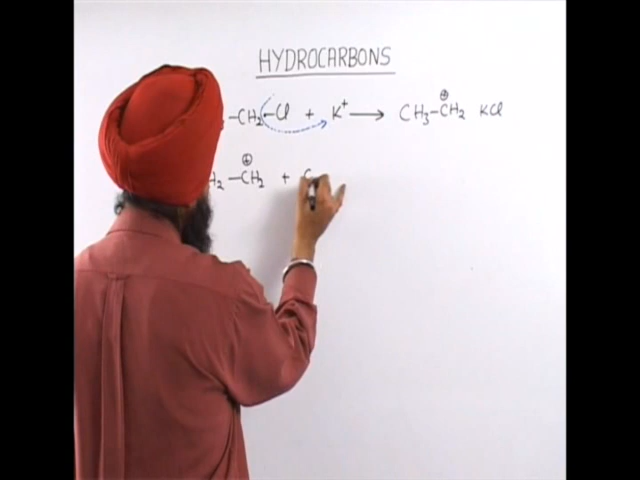 HYDROCARBONS
–CH₂–Cl + K⁺ ⟶ CH₃–CH₂ ⊕ KCl
H₂–CH₂ ⊕ +